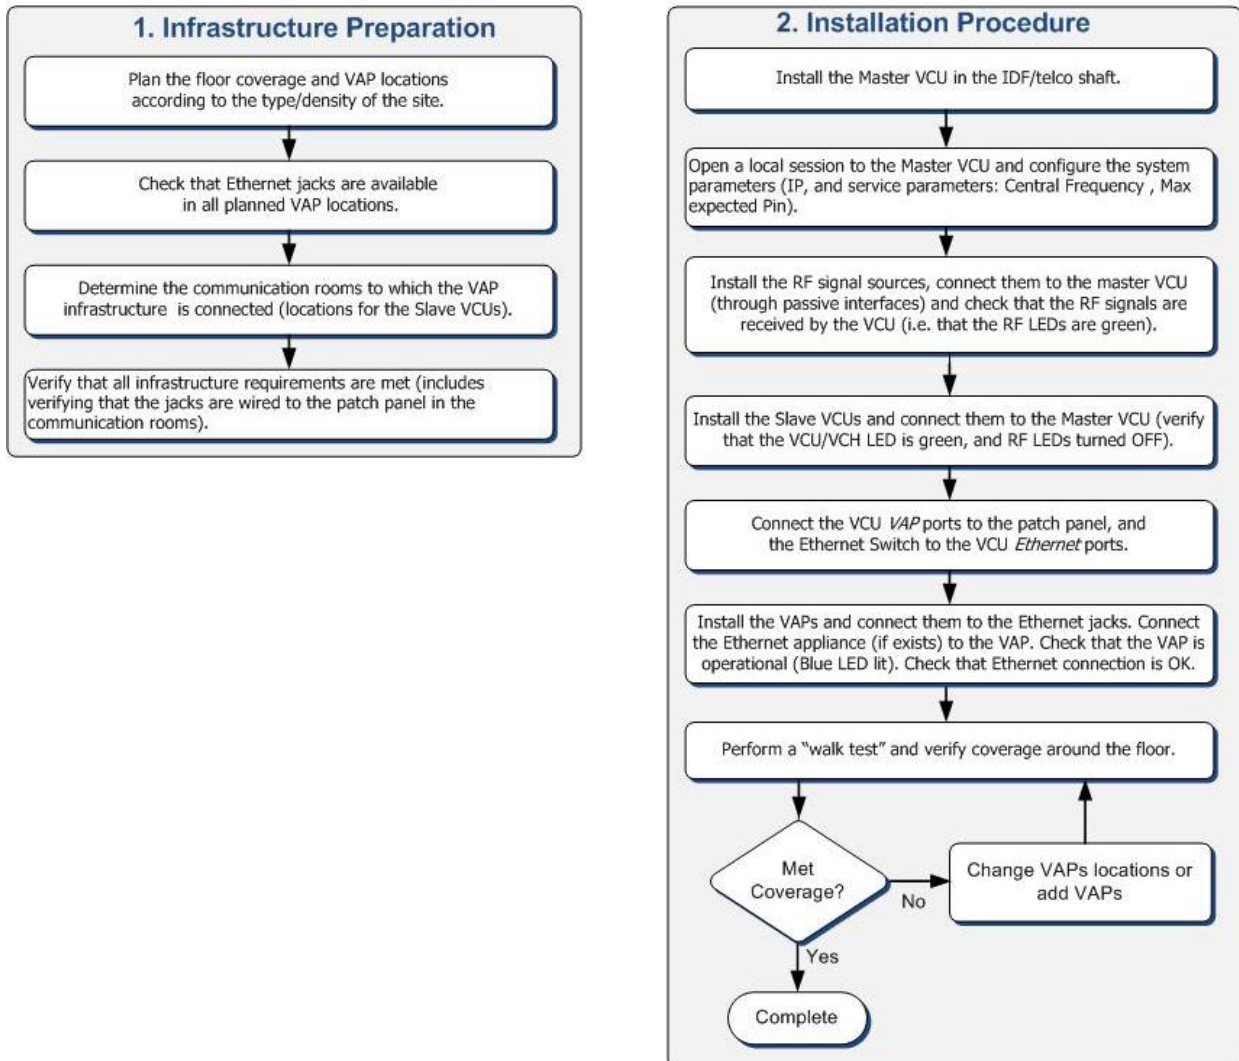 1. Infrastructure Preparation
Plan the floor coverage and VAP locations
according to the type/density of the site.
Check that Ethernet jacks are available
in all planned VAP locations.
Determine the communication rooms to which the VAP
infrastructure is connected (locations for the Slave VCUs).
Verify that all infrastructure requirements are met (includes
verifying that the jacks are wired to the patch panel in the
communication rooms).
2. Installation Procedure
Install the Master VCU in the IDF/telco shaft.
Open a local session to the Master VCU and configure the system
parameters (IP, and service parameters: Central Frequency , Max
expected Pin).
Install the RF signal sources, connect them to the master VCU
(through passive interfaces) and check that the RF signals are
received by the VCU (i.e. that the RF LEDs are green).
Install the Slave VCUs and connect them to the Master VCU (verify
that the VCU/VCH LED is green, and RF LEDs turned OFF).
Connect the VCU VAP ports to the patch panel, and
the Ethernet Switch to the VCU Ethernet ports.
Install the VAPs and connect them to the Ethernet jacks. Connect
the Ethernet appliance (if exists) to the VAP. Check that the VAP is
operational (Blue LED lit). Check that Ethernet connection is OK.
Perform a “walk test” and verify coverage around the floor.
Met
Coverage?
No
Change VAPs locations or
add VAPs
Yes
Complete